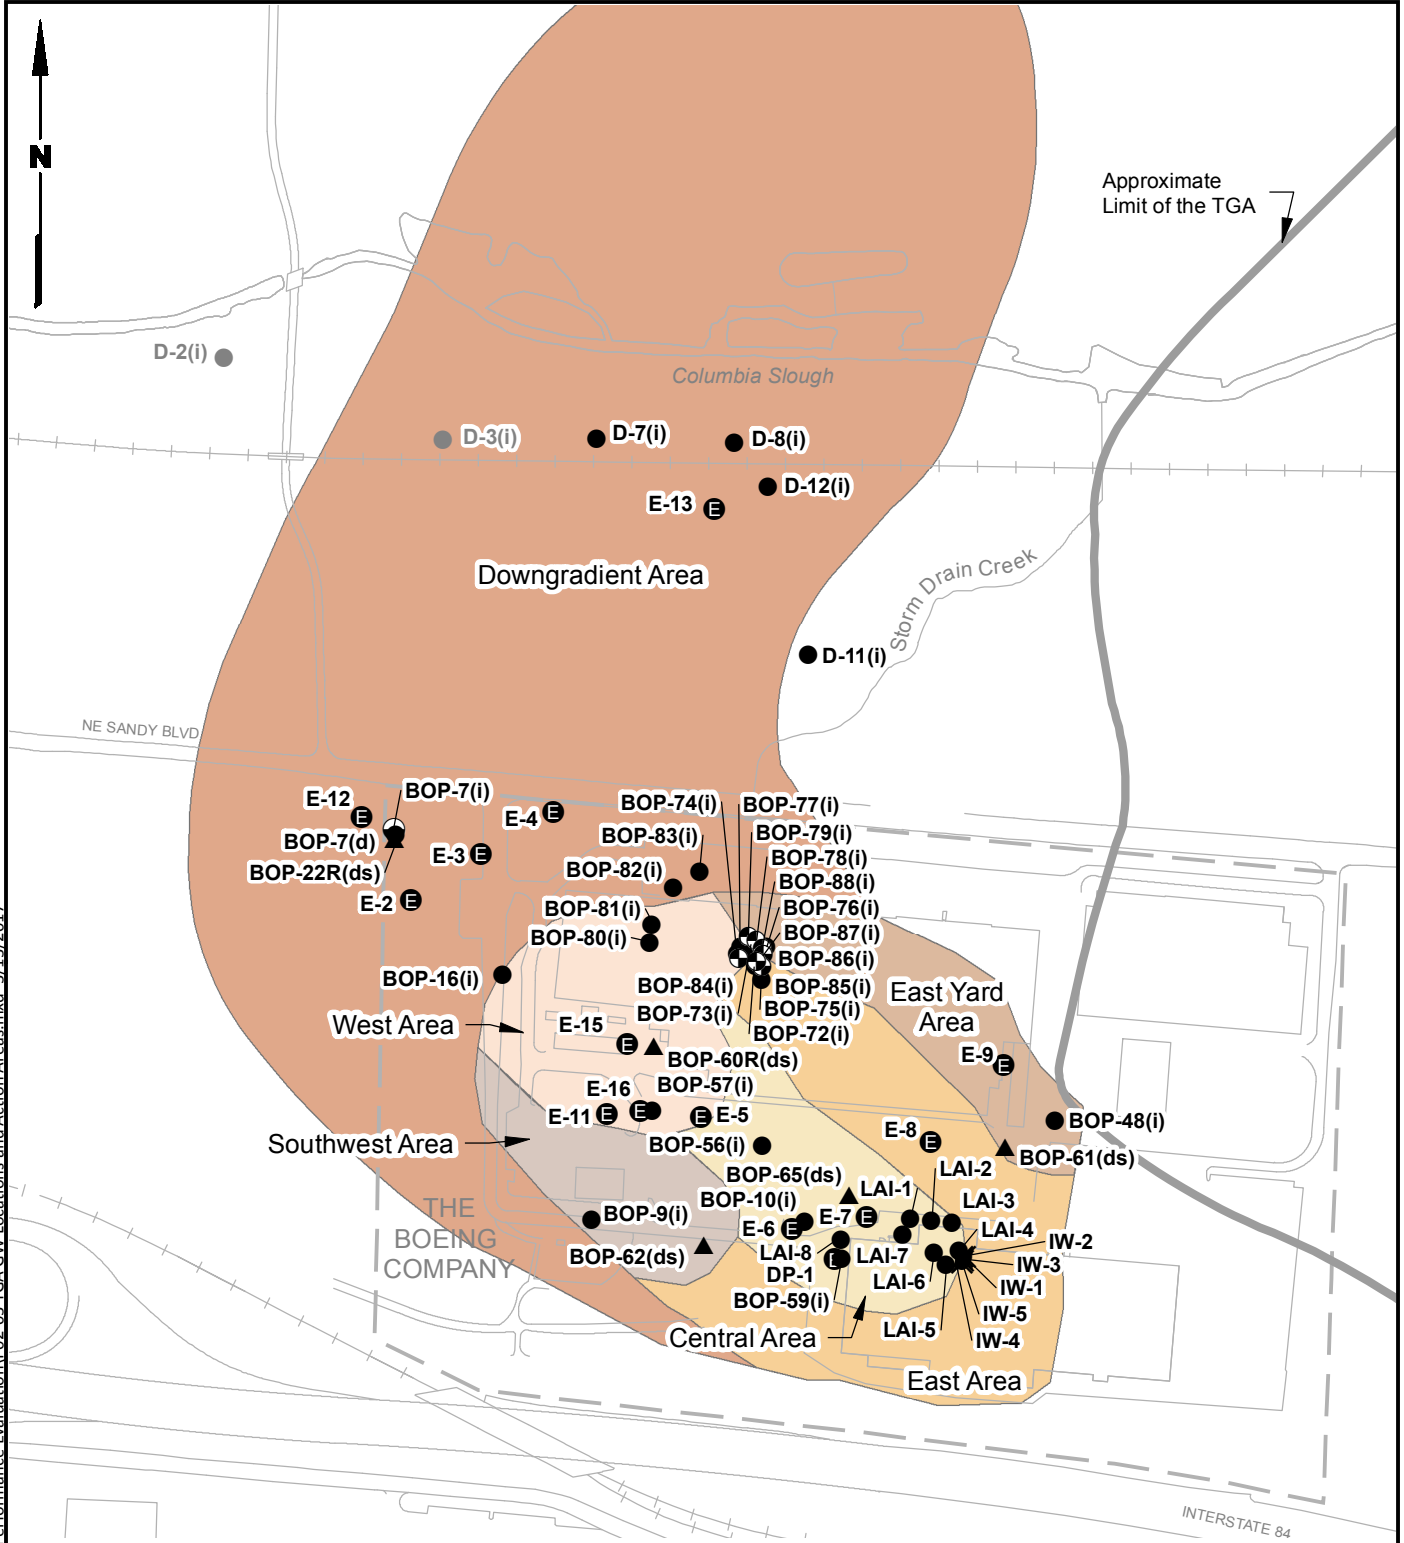 N
Approximate
Limit of the TGA
D-2(i)
Columbia Slough
D-3(i)
D-7(i)
D-8(i)
D-12(i)
E-13
E
Downgradient Area
Storm Drain Creek
D-11(i)
NE SANDY BLVD
E-12
E
BOP-7(i)
BOP-7(d)
BOP-22R(ds)
E-4
E
E-3
E
E-2
E
BOP-74(i)
BOP-77(i)
BOP-83(i)
BOP-79(i)
BOP-82(i)
BOP-78(i)
BOP-88(i)
BOP-81(i)
BOP-76(i)
BOP-80(i)
BOP-87(i)
BOP-86(i)
BOP-16(i)
BOP-84(i)
BOP-85(i)
BOP-73(i)
BOP-75(i)
BOP-72(i)
East Yard
Area
West Area
E-15
E
BOP-60R(ds)
E-9
E
E-16
E
BOP-57(i)
E-11
E
E
E-5
BOP-48(i)
Southwest Area
BOP-56(i)
E-8
E
BOP-61(ds)
BOP-65(ds)
LAI-2
BOP-10(i)
LAI-1
LAI-3
THE
BOEING
COMPANY
BOP-9(i)
E-6
E
E-7
E
LAI-4
BOP-62(ds)
LAI-8
LAI-7
IW-2
DP-1
E
LAI-6
IW-3
IW-1
BOP-59(i)
IW-5
Central Area
LAI-5
IW-4
East Area
INTERSTATE 84